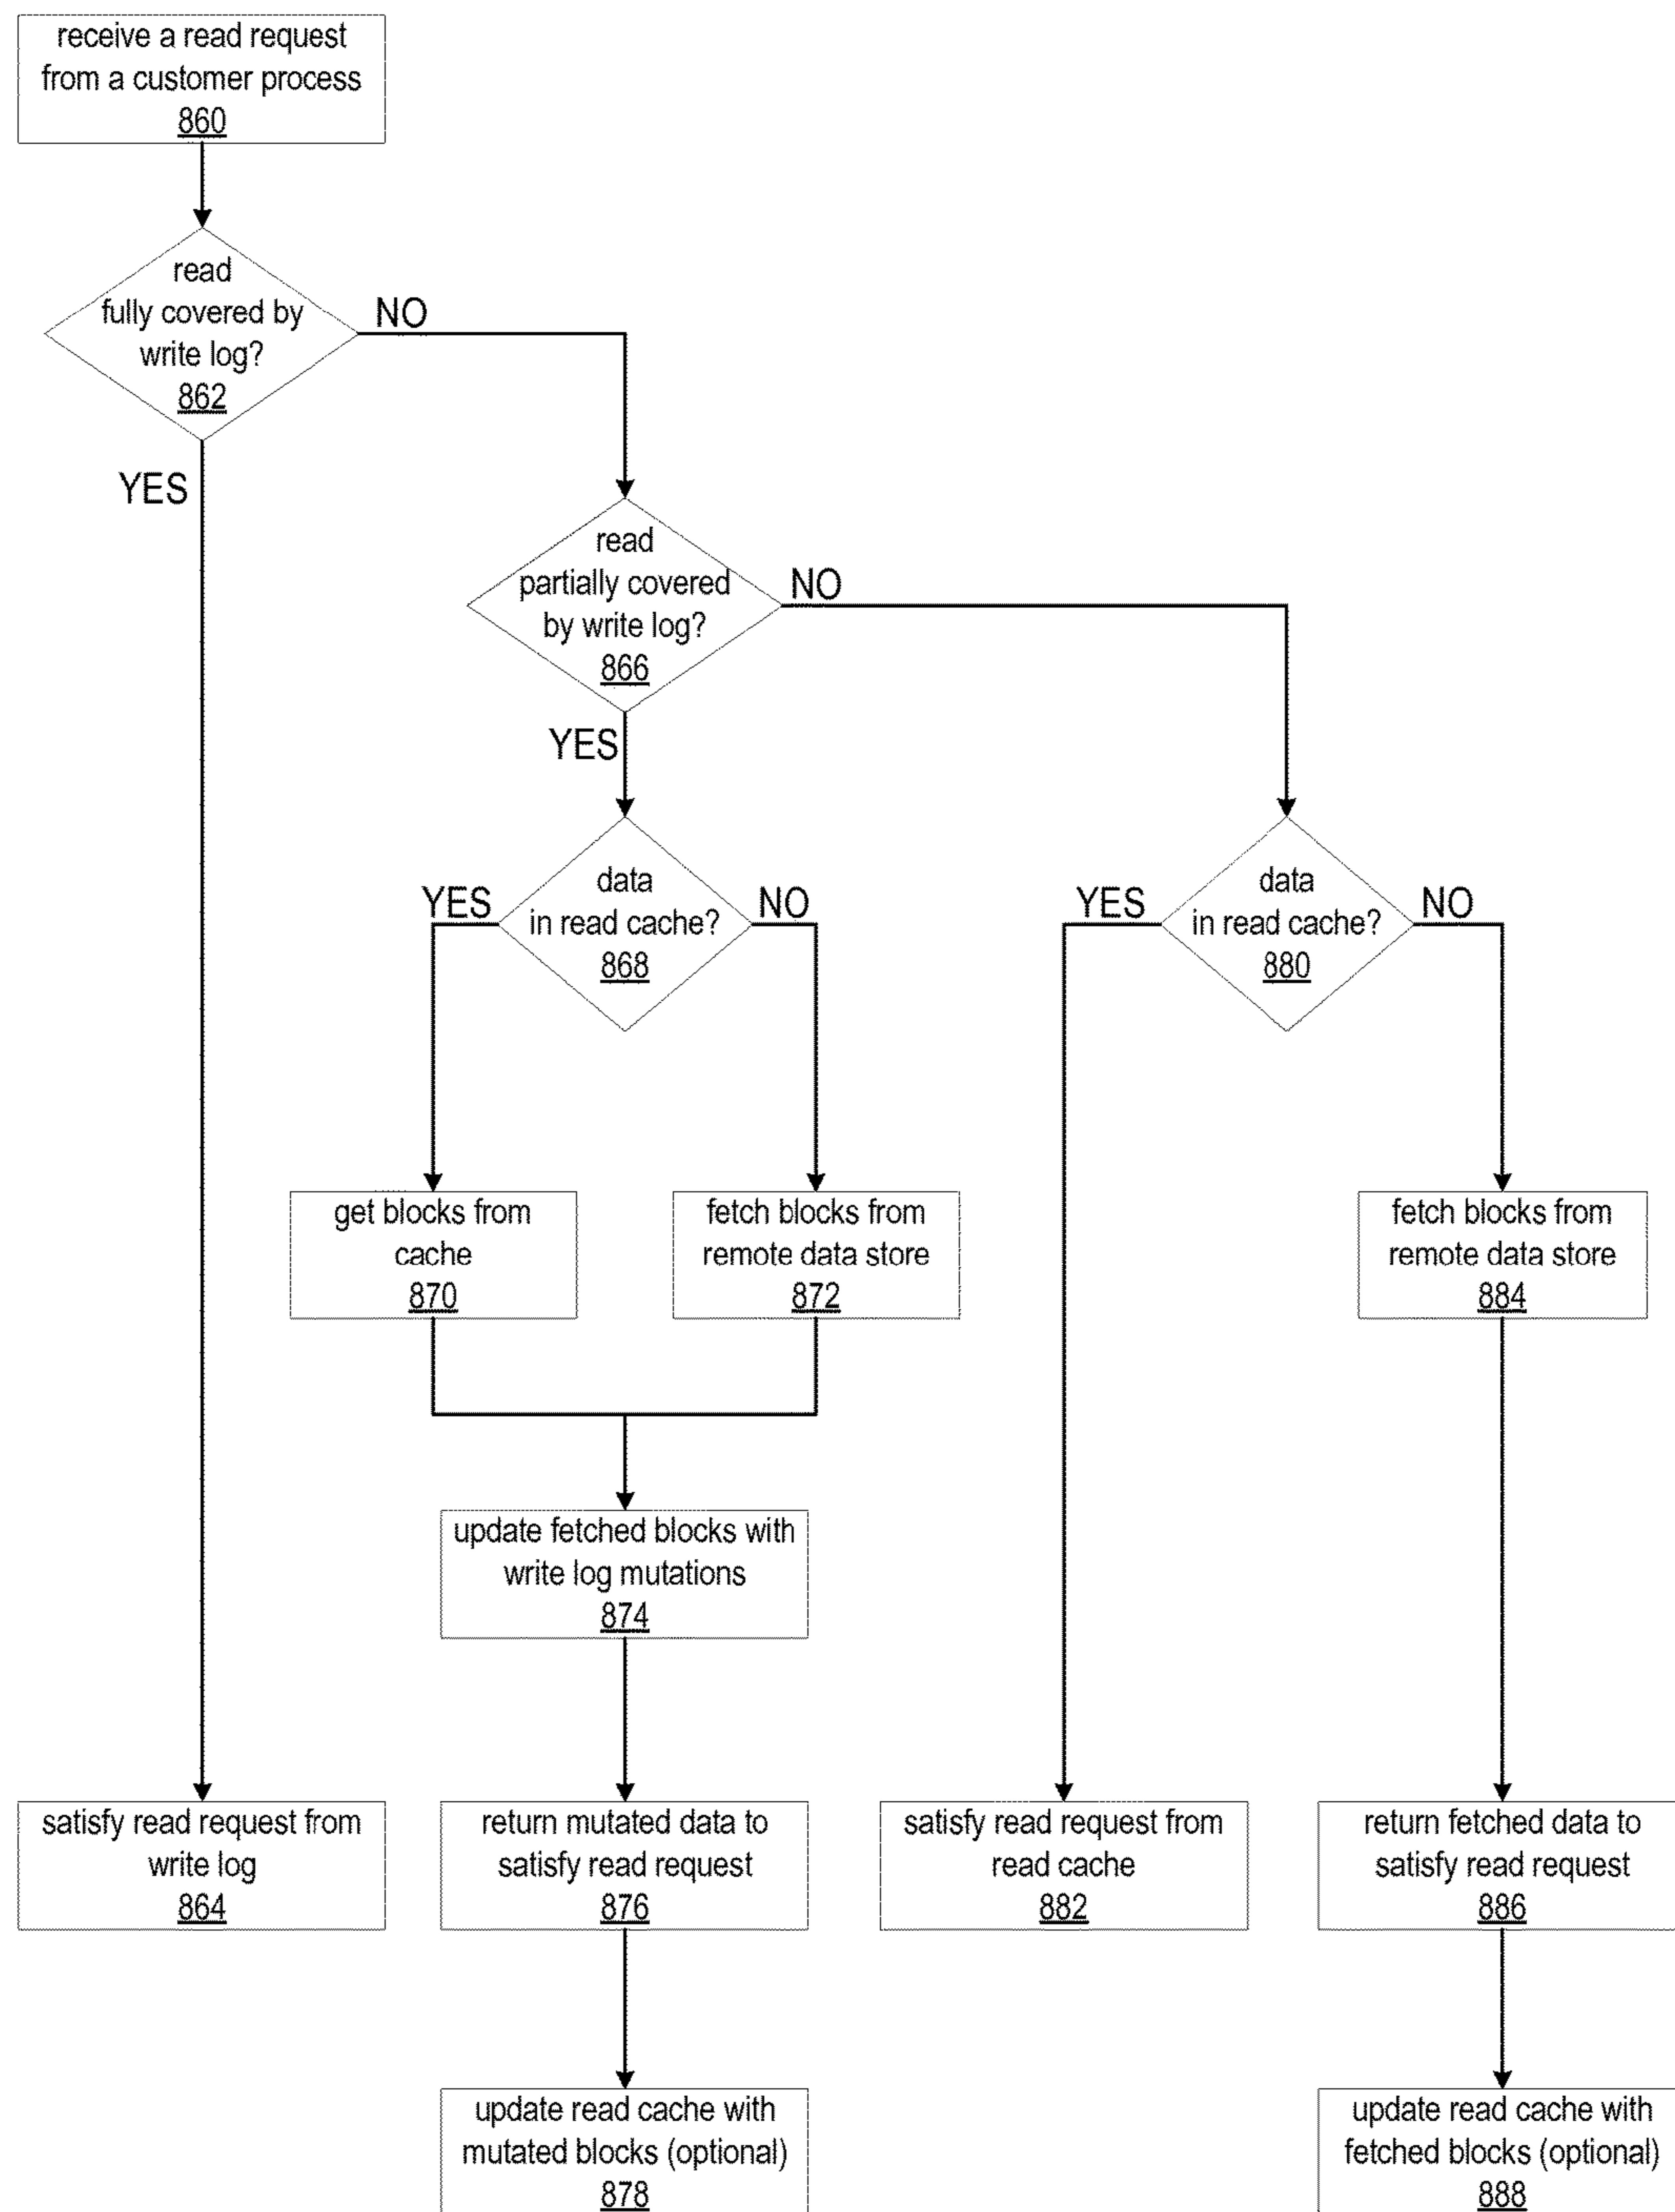 receive a read request
from a customer process
860
read
fully covered by
write log?
862
NO
YES
read
partially covered
by write log?
866
NO
YES
data
in read cache?
868
YES
NO
data
in read cache?
880
YES
NO
get blocks from
cache
870
fetch blocks from
remote data store
872
fetch blocks from
remote data store
884
update fetched blocks with
write log mutations
874
satisfy read request from
write log
864
return mutated data to
satisfy read request
876
satisfy read request from
read cache
882
return fetched data to
satisfy read request
886
update read cache with
mutated blocks (optional)
878
update read cache with
fetched blocks (optional)
888